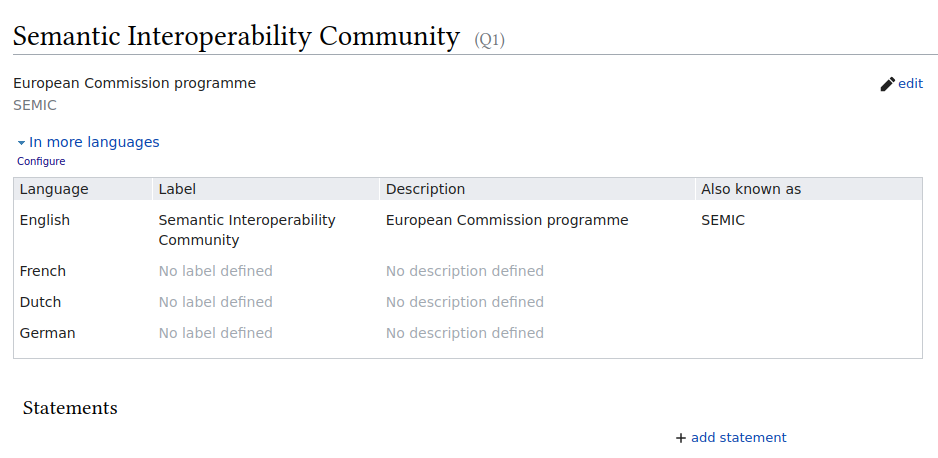 Semantic Interoperability Community (Q1)
European Commission programme
edit
SEMIC
In more languages
Configure
Language Label Description Also known as
English Semantic Interoperability European Commission programme SEMIC
Community
French No label defined No description defined
Dutch No label defined No description defined
German No label defined No description defined
Statements
+ add statement